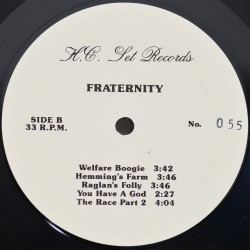 H.C. Set Records
FRATERNITY
SIDE B
33 R.P.M.
No. 055
Welfare Boogie 3:42
Hemming's Farm 3:46
Raglan's Folly 3:46
You Have A God 5:27
The Race Part 2 4:04